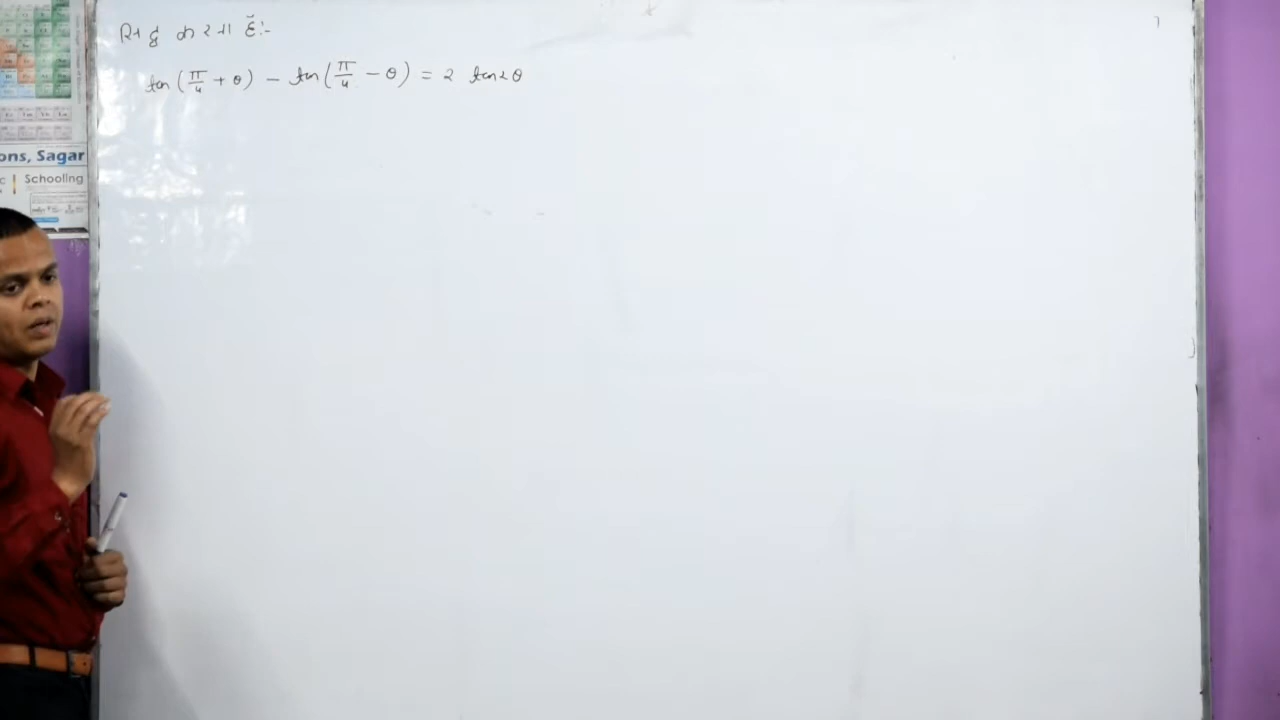 ons, Sagar
c | Schooling
सिद्ध करना है:-
tan (π/4 + θ) - tan (π/4 - θ) = 2 tan 2θ